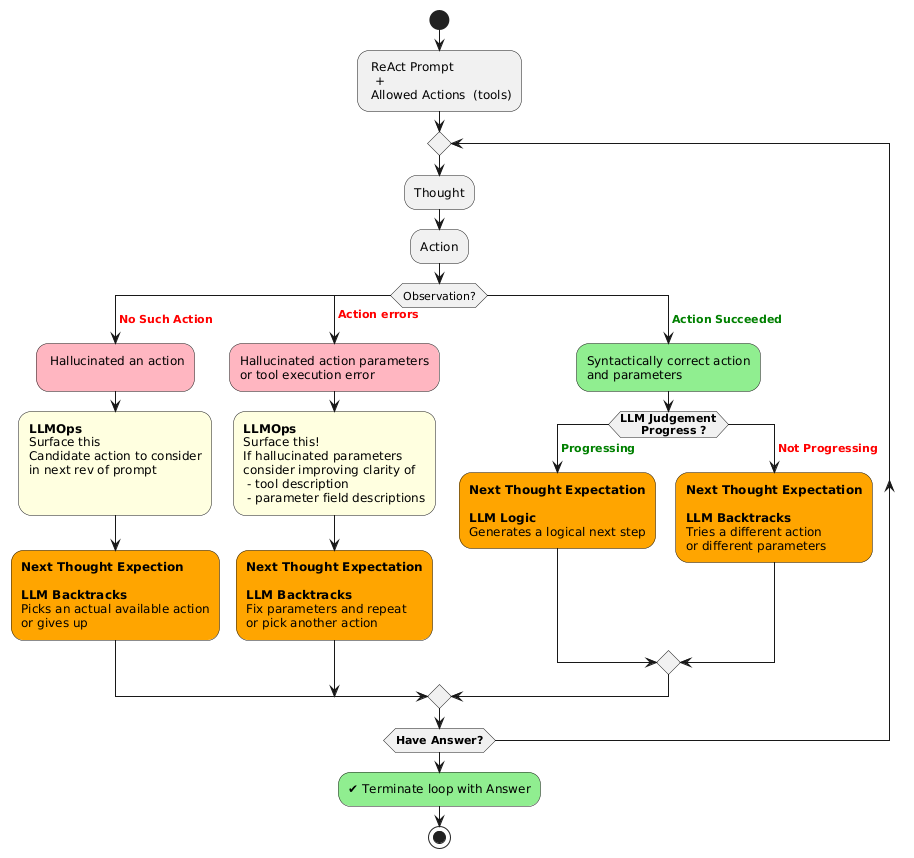 ReAct Prompt
+
Allowed Actions (tools)
Thought
Action
Observation?
No Such Action
Hallucinated an action
LLMOps
Surface this
Candidate action to consider
in next rev of prompt
Next Thought Expection
LLM Backtracks
Picks an actual available action
or gives up
Action errors
Hallucinated action parameters
or tool execution error
LLMOps
Surface this!
If hallucinated parameters
consider improving clarity of
- tool description
- parameter field descriptions
Next Thought Expectation
LLM Backtracks
Fix parameters and repeat
or pick another action
Action Succeeded
Syntactically correct action
and parameters
LLM Judgement
Progress ?
Progressing
Next Thought Expectation
LLM Logic
Generates a logical next step
Not Progressing
Next Thought Expectation
LLM Backtracks
Tries a different action
or different parameters
Have Answer?
✔ Terminate loop with Answer